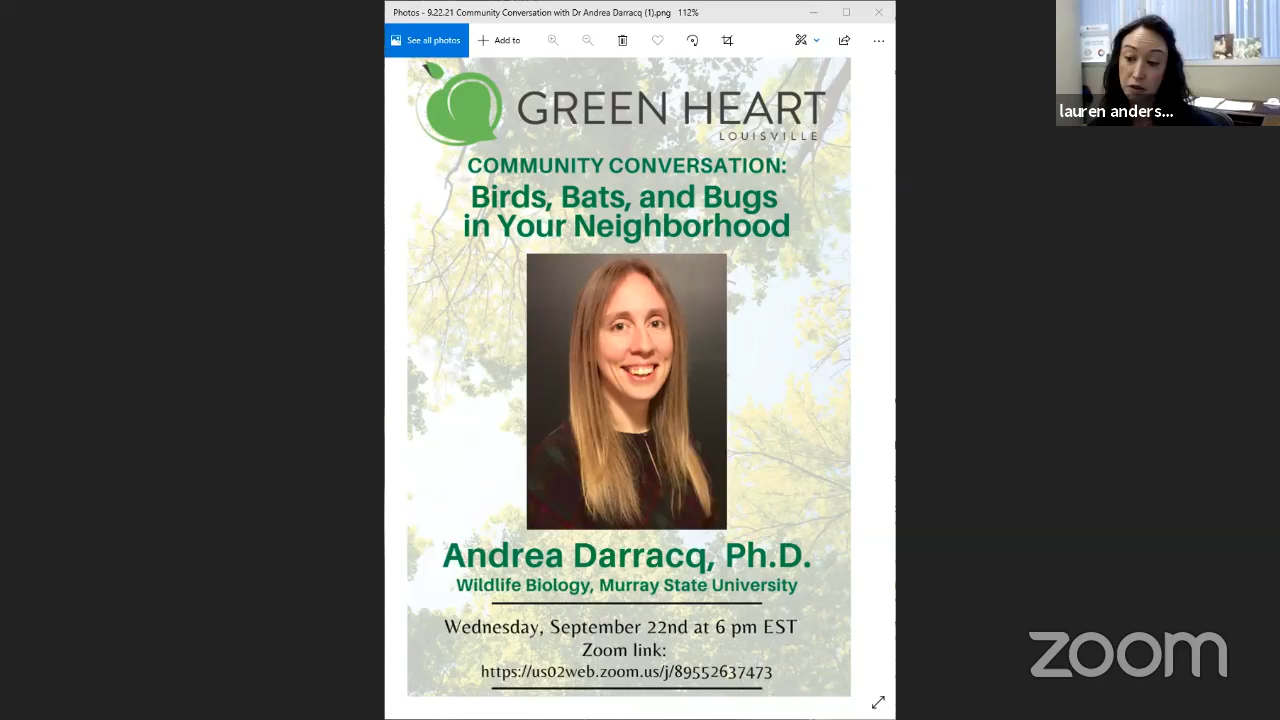 Photos - 9.22.21 Community Conversation with Dr Andrea Darracq (1).png 112%
See all photos
Add to
lauren anders...
GREEN HEART
LOUISVILLE
COMMUNITY CONVERSATION:
Birds, Bats, and Bugs
in Your Neighborhood
Andrea Darracq, Ph.D.
Wildlife Biology, Murray State University
Wednesday, September 22nd at 6 pm EST
Zoom link:
https://us02web.zoom.us/j/89552637473
zoom